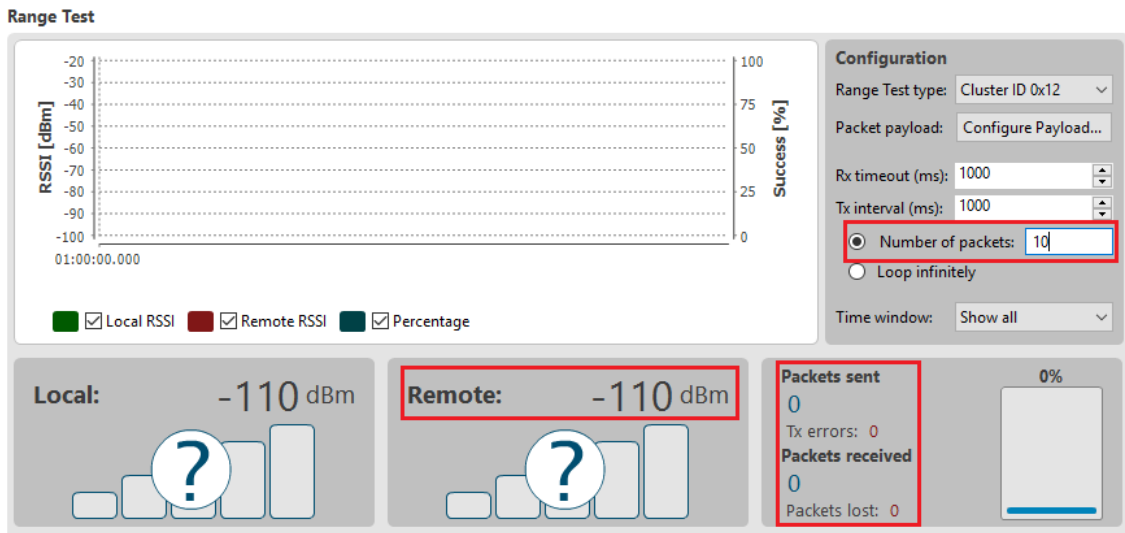 Range Test
-20
-30
-40
-50
-60
-70
-80
-90
-100
RSSI [dBm]
100
75
50
25
0
Success [%]
01:00:00.000
Local RSSI Remote RSSI Percentage
Configuration
Range Test type: Cluster ID 0x12
Packet payload: Configure Payload...
Rx timeout (ms): 1000
Tx interval (ms): 1000
Number of packets: 10
Loop infinitely
Time window: Show all
Local: -110 dBm
?
Remote: -110 dBm
?
Packets sent
0
Tx errors: 0
Packets received
0
Packets lost: 0
0%